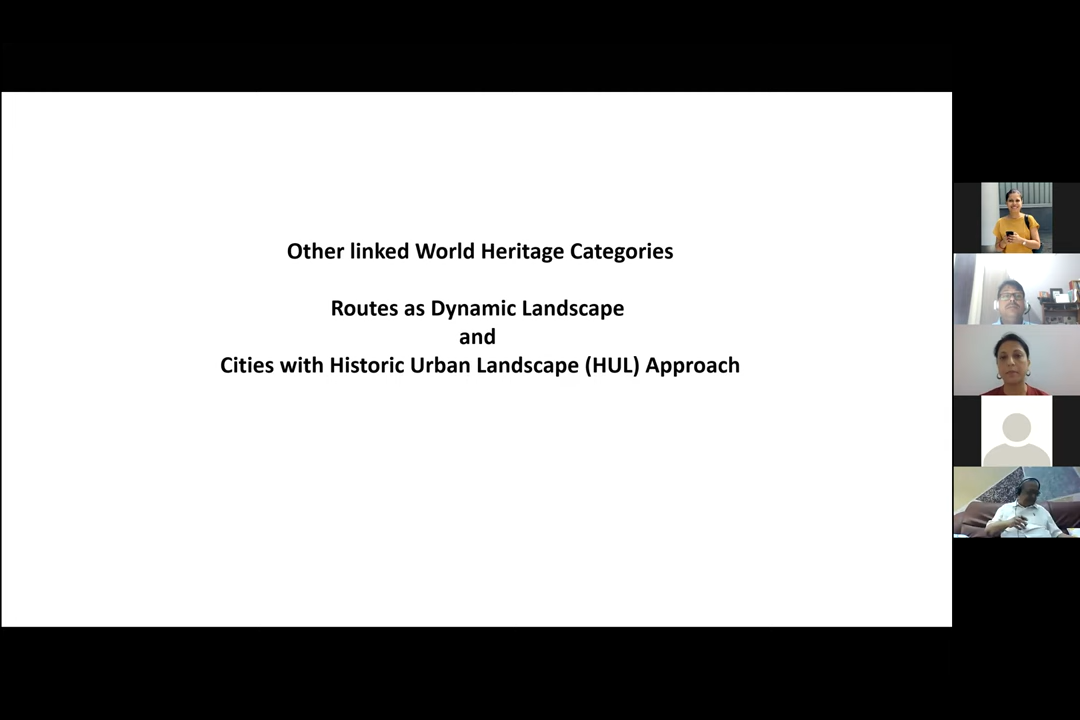 Other linked World Heritage Categories
Routes as Dynamic Landscape
and
Cities with Historic Urban Landscape (HUL) Approach